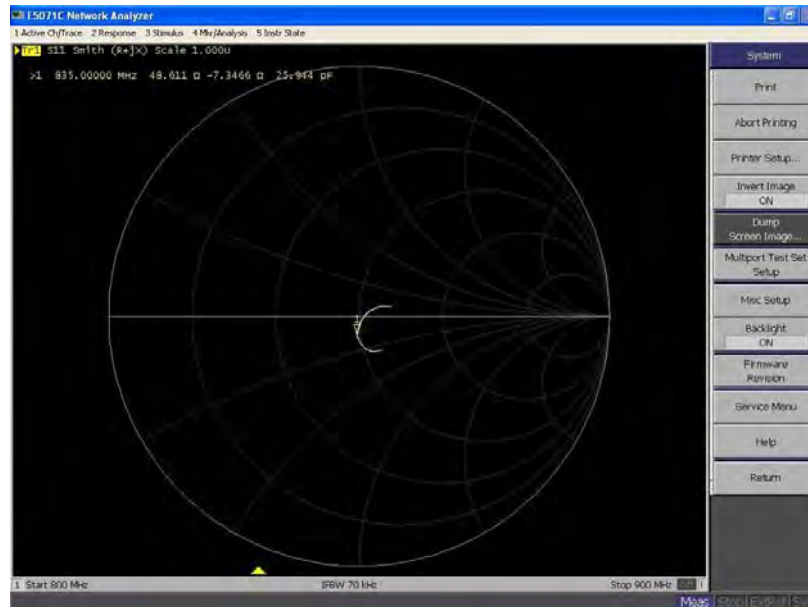 E5071C Network Analyzer
1 Active Ch/Trace 2 Response 3 Stimulus 4 Mkr/Analysis 5 Instr State
Tr1 S11 Smith (R+jX) Scale 1.000U
>1 835.00000 MHz 48.611 Ω -7.3466 Ω 25.944 pF
1
System
Print
Abort Printing
Printer Setup...
Invert Image
ON
Dump
Screen Image...
Multiport Test Set
Setup
Misc Setup
Backlight
ON
Firmware
Revision
Service Menu
Help
Return
1 Start 800 MHz IFBW 70 kHz Stop 900 MHz
Meas Stop ExtRef